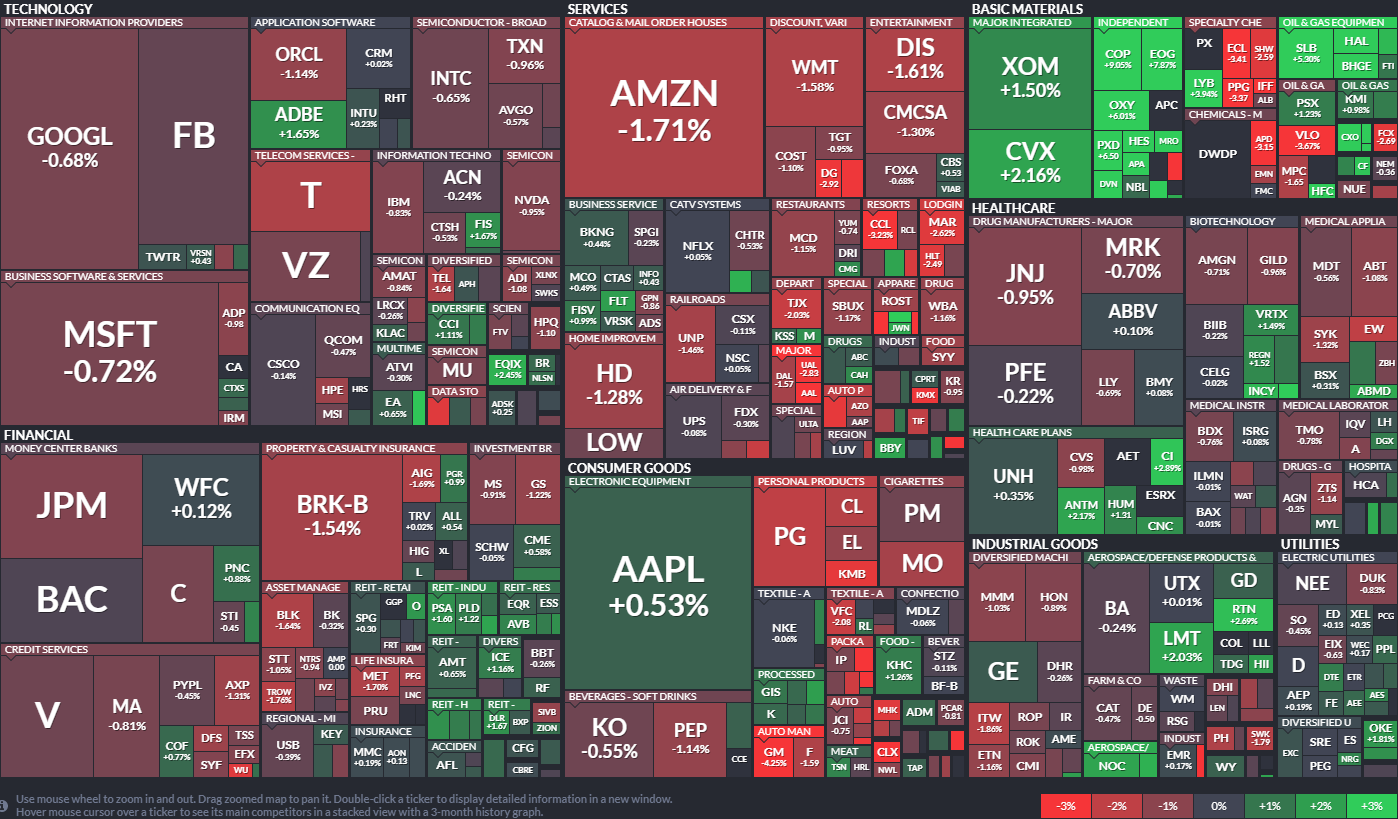 TECHNOLOGY
INTERNET INFORMATION PROVIDERS
GOOGL
-0.68%
FB
TWTR
VRSN
+0.43
APPLICATION SOFTWARE
ORCL
-1.14%
CRM
+0.02%
ADBE
+1.65%
INTU
+0.23%
RHT
SEMICONDUCTOR - BROAD
INTC
-0.65%
TXN
-0.96%
AVGO
-0.57%
TELECOM SERVICES -
T
VZ
INFORMATION TECHNO
IBM
-0.83%
ACN
-0.24%
CTSH
-0.53%
FIS
+1.67%
SEMICON
NVDA
-0.95%
BUSINESS SOFTWARE & SERVICES
MSFT
-0.72%
ADP
-0.98
CA
CTXS
IRM
COMMUNICATION EQ
CSCO
-0.14%
QCOM
-0.47%
HPE
HRS
MSI
SEMICON
AMAT
-0.84%
LRCX
-0.26%
KLAC
DIVERSIFIED
TEL
-1.64
APH
SEMICON
ADI
-1.08
XLNX
SWKS
DIVERSIFIE
CCI
+1.11%
SCIEN
FTV
HPQ
-1.10
MULTIME
ATVI
-0.30%
EA
+0.65%
SEMICON
MU
DATA STO
EQIX
+2.45%
BR
NLSN
ADSK
+0.25
FINANCIAL
MONEY CENTER BANKS
JPM
WFC
+0.12%
BAC
C
PNC
+0.88%
STI
-0.45
PROPERTY & CASUALTY INSURANCE
BRK-B
-1.54%
AIG
-1.69%
PGR
+0.99
TRV
+0.02%
ALL
+0.54
HIG
XL
L
INVESTMENT BR
MS
-0.91%
GS
-1.22%
SCHW
-0.05%
CME
+0.58%
CREDIT SERVICES
V
MA
-0.81%
PYPL
-0.45%
AXP
-1.31%
COF
+0.77%
DFS
SYF
TSS
EFX
WU
ASSET MANAGE
BLK
-1.64%
BK
-0.32%
STT
-1.05%
NTRS
-0.94
AMP
0.00
TROW
-1.76%
IVZ
REGIONAL - MI
USB
-0.39%
KEY
REIT - RETAI
SPG
+0.30
GGP
O
FRT
KIM
LIFE INSURA
MET
-1.70%
PFG
LNC
PRU
INSURANCE
MMC
+0.19%
AON
+0.13
REIT - INDU
PSA
+1.60
PLD
+1.22
REIT - RES
EQR
ESS
AVB
REIT -
AMT
+0.65%
DIVERS
ICE
+1.16%
BBT
-0.26%
RF
REIT - H
REIT -
DLR
+1.67
BXP
SIVB
ZION
ACCIDEN
AFL
CFG
CBRE
SERVICES
CATALOG & MAIL ORDER HOUSES
AMZN
-1.71%
DISCOUNT, VARI
WMT
-1.58%
COST
-1.10%
TGT
-0.95%
DG
-2.92
ENTERTAINMENT
DIS
-1.61%
CMCSA
-1.30%
FOXA
-0.68%
CBS
+0.53
VIAB
BUSINESS SERVICE
BKNG
+0.44%
SPGI
-0.23%
MCO
+0.49%
CTAS
INFO
+0.43
FISV
+0.99%
FLT
GPN
-0.86
VRSK
ADS
CATV SYSTEMS
NFLX
+0.05%
CHTR
-0.53%
RESTAURANTS
MCD
-1.15%
YUM
-0.74
DRI
CMG
RESORTS
CCL
-3.23%
RCL
LODGIN
MAR
-2.62%
HLT
-2.49
RAILROADS
UNP
-1.46%
CSX
-0.11%
NSC
+0.05%
DEPART
TJX
-2.03%
KSS
M
SPECIAL
SBUX
-1.17%
APPARE
ROST
JWN
DRUG
WBA
-1.16%
HOME IMPROVEM
HD
-1.28%
LOW
AIR DELIVERY & F
UPS
-0.08%
FDX
-0.30%
MAJOR
DAL
-1.57
UAL
-2.83
AAL
DRUGS
ABC
CAH
INDUST
FOOD
SYY
CPRT
KMX
KR
-0.95
SPECIAL
ULTA
AUTO P
AZO
AAP
REGION
LUV
BBY
TIF
CONSUMER GOODS
ELECTRONIC EQUIPMENT
AAPL
+0.53%
PERSONAL PRODUCTS
PG
CL
EL
KMB
CIGARETTES
PM
MO
TEXTILE - A
NKE
-0.06%
TEXTILE - A
VFC
-2.08
RL
CONFECTIO
MDLZ
-0.06%
PACKA
IP
FOOD -
KHC
+1.26%
BEVER
STZ
-0.11%
BF-B
PROCESSED
GIS
K
BEVERAGES - SOFT DRINKS
KO
-0.55%
PEP
-1.14%
CCE
AUTO MAN
GM
-4.25%
F
-1.59
AUTO
JCI
-0.75
MHK
ADM
PCAR
-0.81
MEAT
TSN
HRL
CLX
NWL
TAP
BASIC MATERIALS
MAJOR INTEGRATED
XOM
+1.50%
CVX
+2.16%
INDEPENDENT
COP
+9.05%
EOG
+7.87%
OXY
+6.01%
APC
PXD
+6.50
HES
MRO
APA
DVN
NBL
SPECIALTY CHE
PX
ECL
-3.41
SHW
-2.59
LYB
+3.94%
PPG
-3.37
IFF
ALB
CHEMICALS - M
DWDP
APD
-3.15
EMN
FMC
OIL & GAS EQUIPMEN
SLB
+5.30%
HAL
BHGE
FTI
OIL & GA
PSX
+1.23%
VLO
-3.67%
MPC
-1.65
HFC
OIL & GAS
KMI
+0.98%
CXO
FCX
-2.69
CF
NEM
-0.36
NUE
HEALTHCARE
DRUG MANUFACTURERS - MAJOR
JNJ
-0.95%
MRK
-0.70%
ABBV
+0.10%
PFE
-0.22%
LLY
-0.89%
BMY
+0.08%
BIOTECHNOLOGY
AMGN
-0.71%
GILD
-0.96%
BIIB
-0.22%
VRTX
+1.49%
REGN
+1.52
CELG
-0.02%
INCY
MEDICAL APPLIA
MDT
-0.56%
ABT
-1.08%
SYK
-1.32%
EW
BSX
+0.31%
ZBH
ABMD
HEALTH CARE PLANS
UNH
+0.35%
CVS
-0.98%
AET
CI
+2.89%
ANTM
+2.17%
HUM
+1.31
ESRX
CNC
MEDICAL INSTR
BDX
-0.76%
ISRG
+0.08%
ILMN
-0.01%
WAT
BAX
-0.01%
MEDICAL LABORATOR
TMO
-0.78%
IQV
LH
A
DGX
DRUGS - G
AGN
-0.35
ZTS
-1.14
MYL
HOSPITA
HCA
INDUSTRIAL GOODS
DIVERSIFIED MACHI
MMM
-1.03%
HON
-0.89%
GE
DHR
-0.26%
ITW
-1.86%
ROP
IR
ROK
AME
ETN
-1.16%
CMI
AEROSPACE/DEFENSE PRODUCTS &
BA
-0.24%
UTX
+0.01%
GD
LMT
+2.03%
RTN
+2.69%
COL
LLL
TDG
HII
FARM & CO
CAT
-0.47%
DE
-0.50
WASTE
WM
RSG
DHI
LEN
AEROSPACE/
NOC
INDUST
EMR
+0.17%
PH
SWK
-1.79
WY
UTILITIES
ELECTRIC UTILITIES
NEE
DUK
-0.83%
SO
-0.45%
ED
+0.13
XEL
+0.35
PCG
EIX
-0.63
WEC
+0.17
PPL
D
DTE
ETR
AEP
+0.19%
FE
AEE
AES
DIVERSIFIED U
EXC
SRE
ES
PEG
NRG
OKE
+1.81%
Use mouse wheel to zoom in and out. Drag zoomed map to pan it. Double-click a ticker to display detailed information in a new window.
Hover mouse cursor over a ticker to see its main competitors in a stacked view with a 3-month history graph.
-3%
-2%
-1%
0%
+1%
+2%
+3%